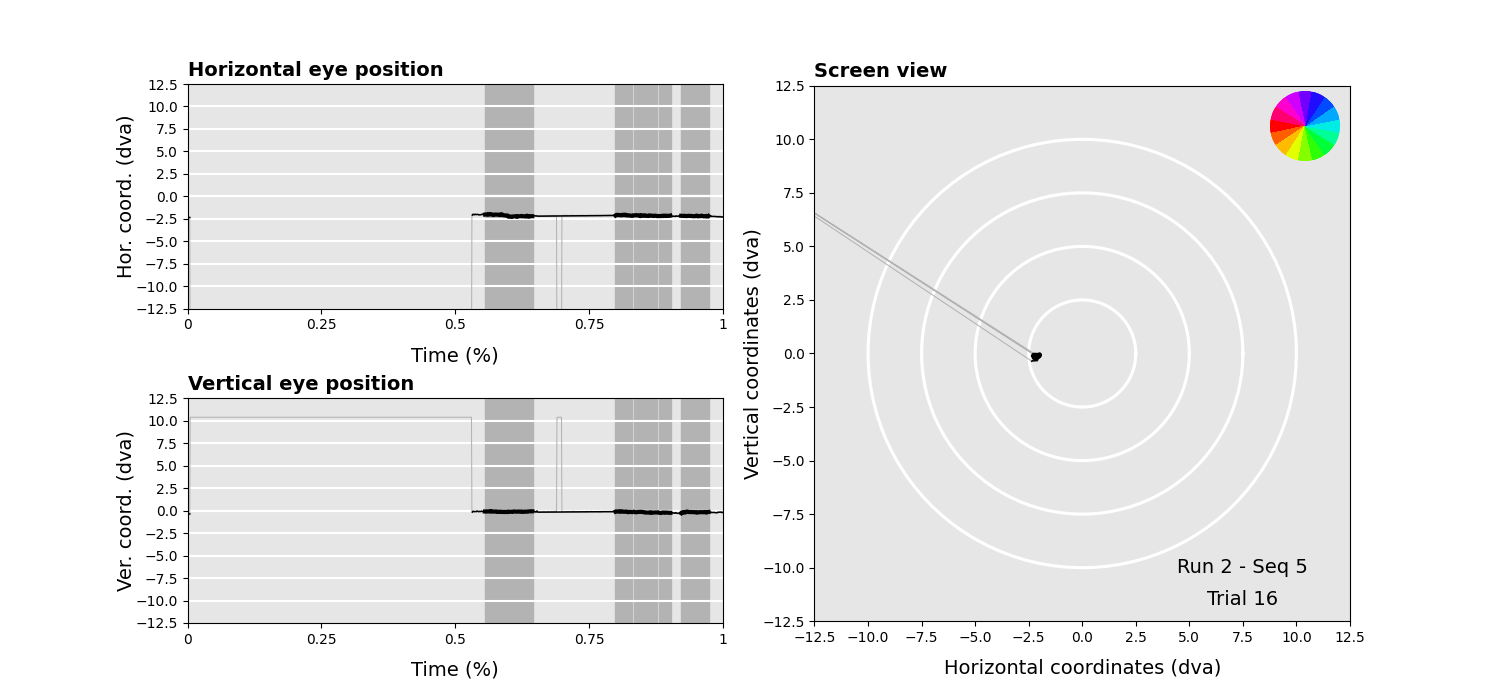 Horizontal eye position
Hor. coord. (dva)
12.5
10.0
7.5
5.0
2.5
0.0
−2.5
−5.0
−7.5
−10.0
−12.5
0 0.25 0.5 0.75 1
Time (%)
Vertical eye position
Ver. coord. (dva)
12.5
10.0
7.5
5.0
2.5
0.0
−2.5
−5.0
−7.5
−10.0
−12.5
0 0.25 0.5 0.75 1
Time (%)
Screen view
Vertical coordinates (dva)
12.5
10.0
7.5
5.0
2.5
0.0
−2.5
−5.0
−7.5
−10.0
−12.5
Run 2 - Seq 5
Trial 16
−12.5 −10.0 −7.5 −5.0 −2.5 0.0 2.5 5.0 7.5 10.0 12.5
Horizontal coordinates (dva)